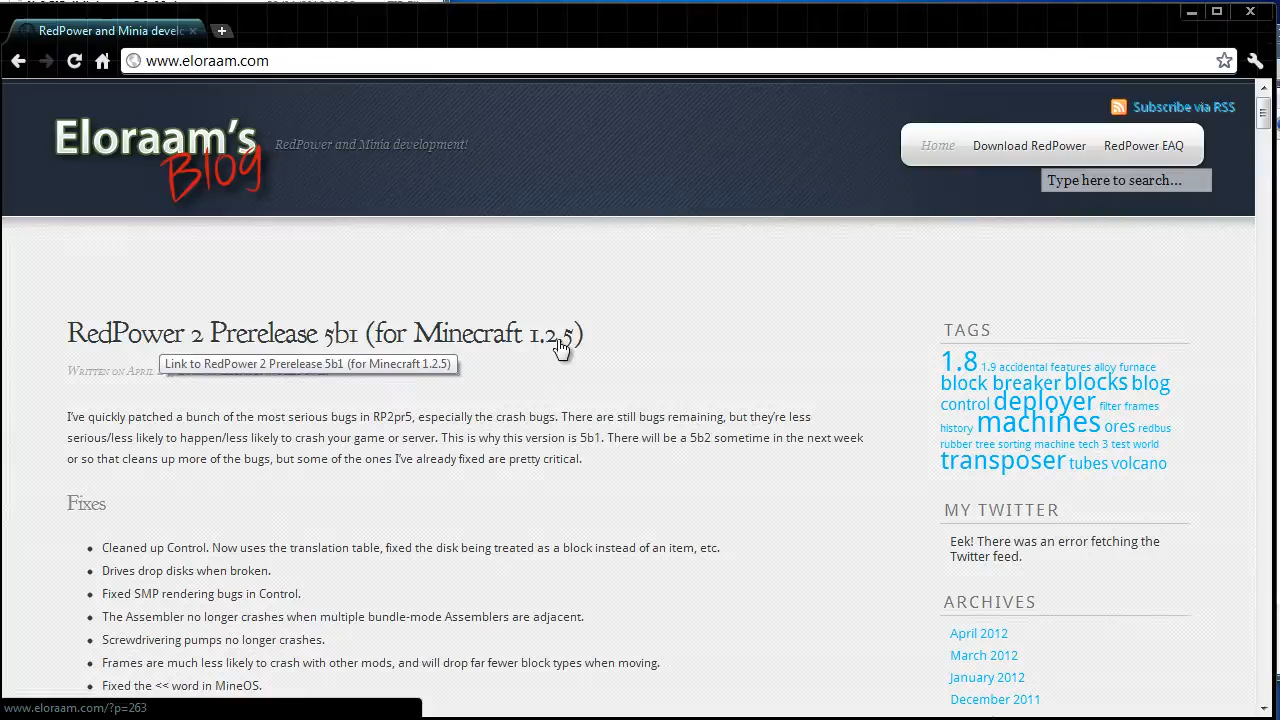 RedPower and Minia devel
www.eloraam.com
Subscribe via RSS
Eloraam's
Blog
RedPower and Minia development!
Home
Download RedPower
RedPower EAQ
Type here to search...
RedPower 2 Prerelease 5b1 (for Minecraft 1.2.5)
Link to RedPower 2 Prerelease 5b1 (for Minecraft 1.2.5)
Written on April
I've quickly patched a bunch of the most serious bus in RP2pr5, especially the crash bugs. There are still bugs remaining, but they're less
serious/less likely to happen/less likely to crash your game or server. This is why this version is 5b1. There will be a 5b2 sometime in the next week
or so that cleans up more of the bugs, but some of the ones I've already fixed are pretty critical.
Fixes
Cleaned up Control. Now uses the translation table, fixed the disk being treated as a block instead of an item, etc.
Drives drop disks when broken.
Fixed SMP rendering bugs in Control.
The Assembler no longer crashes when multiple bundle-mode Assemblers are adjacent.
Screwdrivering pumps no longer crashes.
Frames are much less likely to crash with other mods, and will drop far fewer block types when moving.
Fixed the << word in MineOS.
TAGS
1.8 1.9 accidental features alloy furnace
block breaker blocks blog
control deployer filter frames
history machines ores redbus
rubber tree sorting machine tech 3 test world
transposer tubes volcano
MY TWITTER
Eek! There was an error fetching the
Twitter feed.
ARCHIVES
April 2012
March 2012
January 2012
December 2011
www.eloraam.com/?p=263